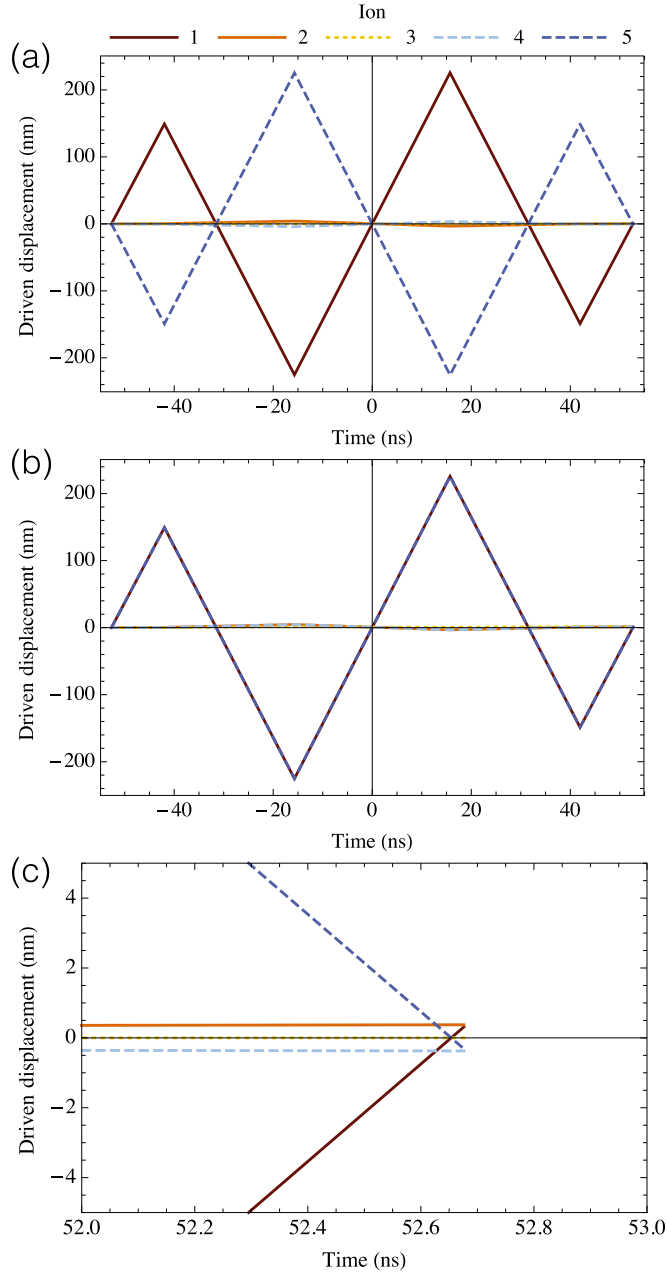 Ion
1 2 3 4 5
(a)
200
100
0
−100
−200
Driven displacement (nm)
−40 −20 0 20 40
Time (ns)
(b)
200
100
0
−100
−200
Driven displacement (nm)
−40 −20 0 20 40
Time (ns)
(c)
4
2
0
−2
−4
Driven displacement (nm)
52.0 52.2 52.4 52.6 52.8 53.0
Time (ns)